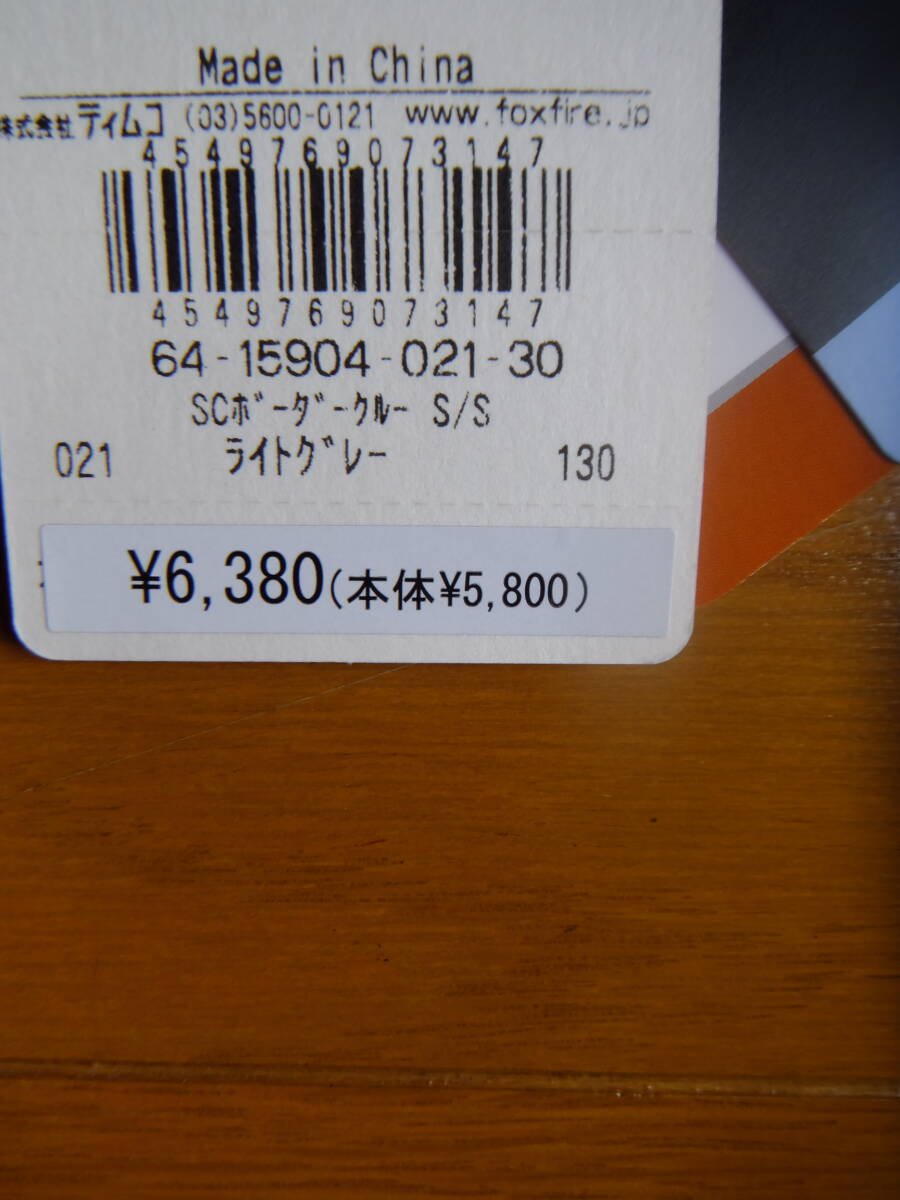 Made in China
株式会社 ティムコ (03)5600-0121 www.foxfire.jp
4549769073147
4549769073147
64-15904-021-30
SCﾎﾞｰﾀﾞｰｸﾙｰ S/S
021 ﾗｲﾄｸﾞﾚｰ 130
¥6,380(本体¥5,800)